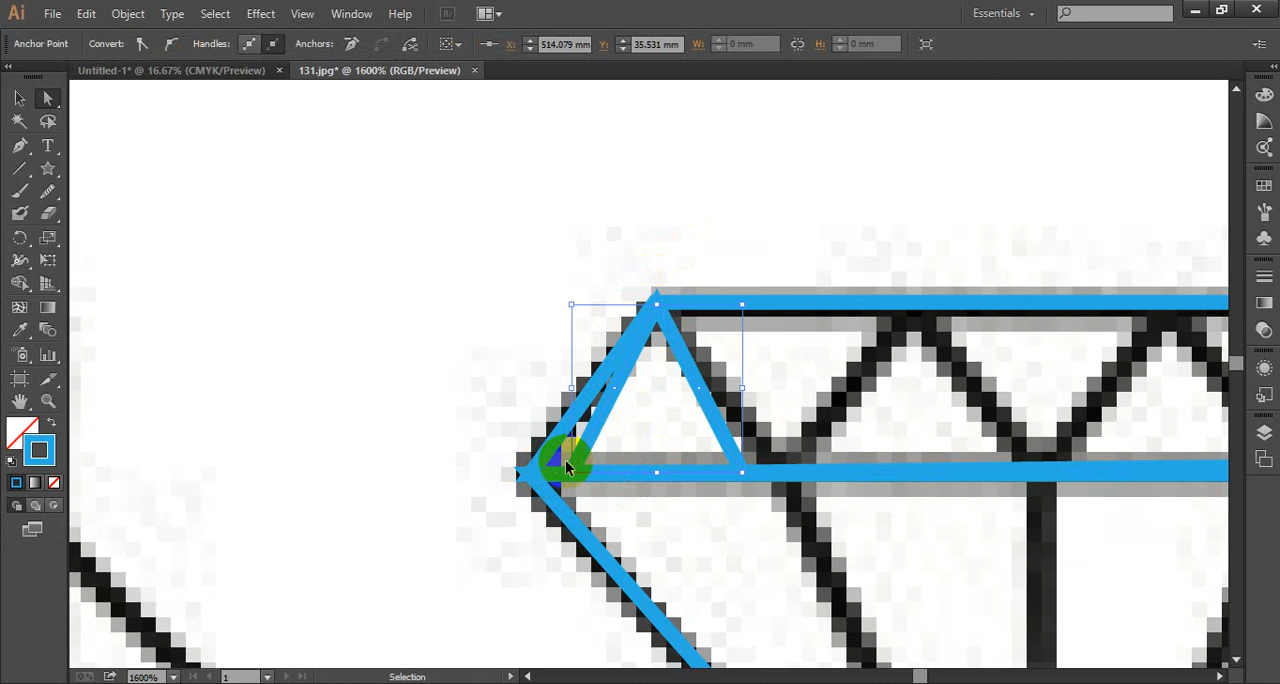 Ai File Edit Object Type Select Effect View Window Help Br Essentials
Anchor Point Convert: Handles: Anchors: X: 514.079 mm Y: 35.531 mm W: 0 mm H: 0 mm
Untitled-1* @ 16.67% (CMYK/Preview) × 131.jpg* @ 1600% (RGB/Preview) ×
T
1600% 1 Selection